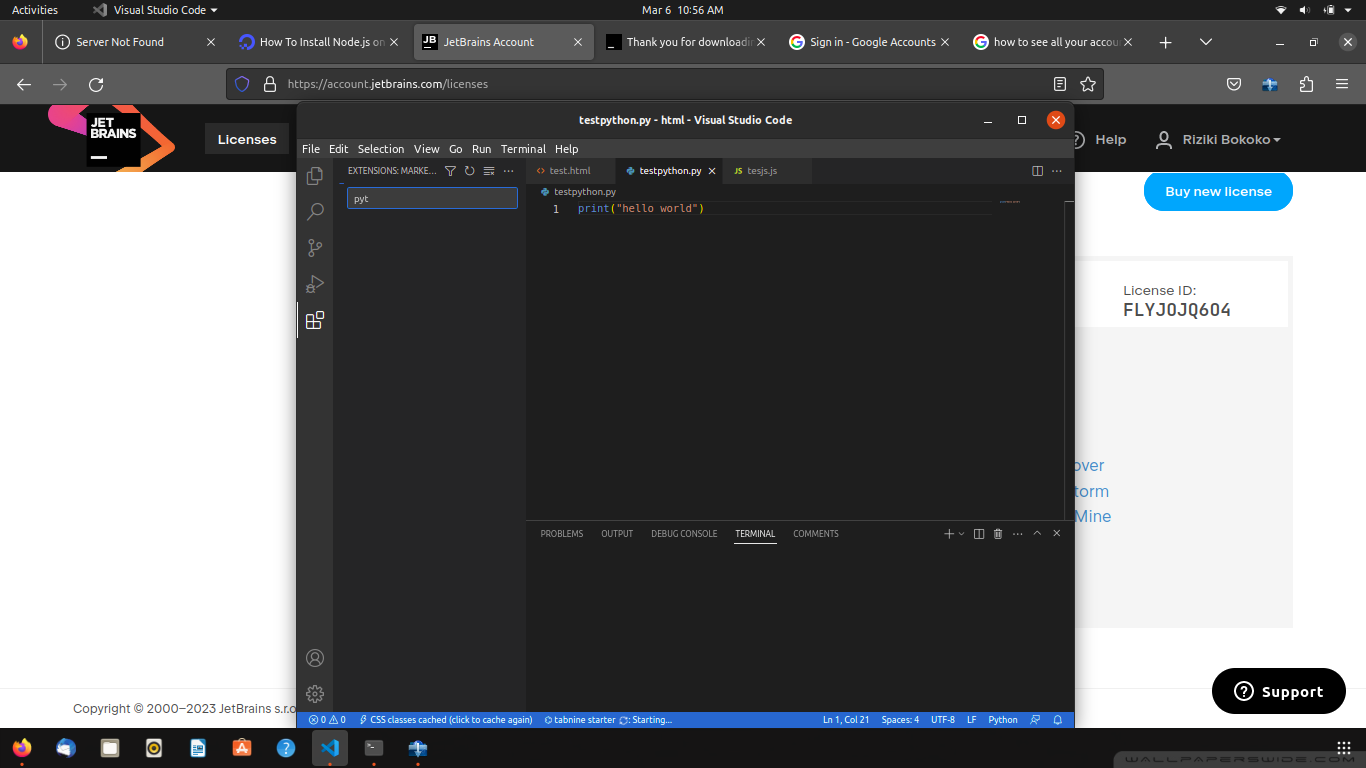 Activities
Visual Studio Code
Mar 6 10:56 AM
Server Not Found
How To Install Node.js on
JetBrains Account
Thank you for downloadin
Sign in - Google Accounts
how to see all your accou
https://account.jetbrains.com/licenses
JET
BRAINS
Licenses
Help
Riziki Bokoko
testpython.py - html - Visual Studio Code
File Edit Selection View Go Run Terminal Help
EXTENSIONS: MARKE...
test.html
testpython.py
JS tesjs.js
pyt
testpython.py
1 print("hello world")
Buy new license
License ID:
FLYJOJQ6O4
over
torm
Mine
PROBLEMS OUTPUT DEBUG CONSOLE TERMINAL COMMENTS
0 0
CSS classes cached (click to cache again)
tabnine starter
: Starting...
Ln 1, Col 21
Spaces: 4
UTF-8
LF
Python
Copyright © 2000–2023 JetBrains s.r.o
Support
WALLPAPERSWIDE.COM